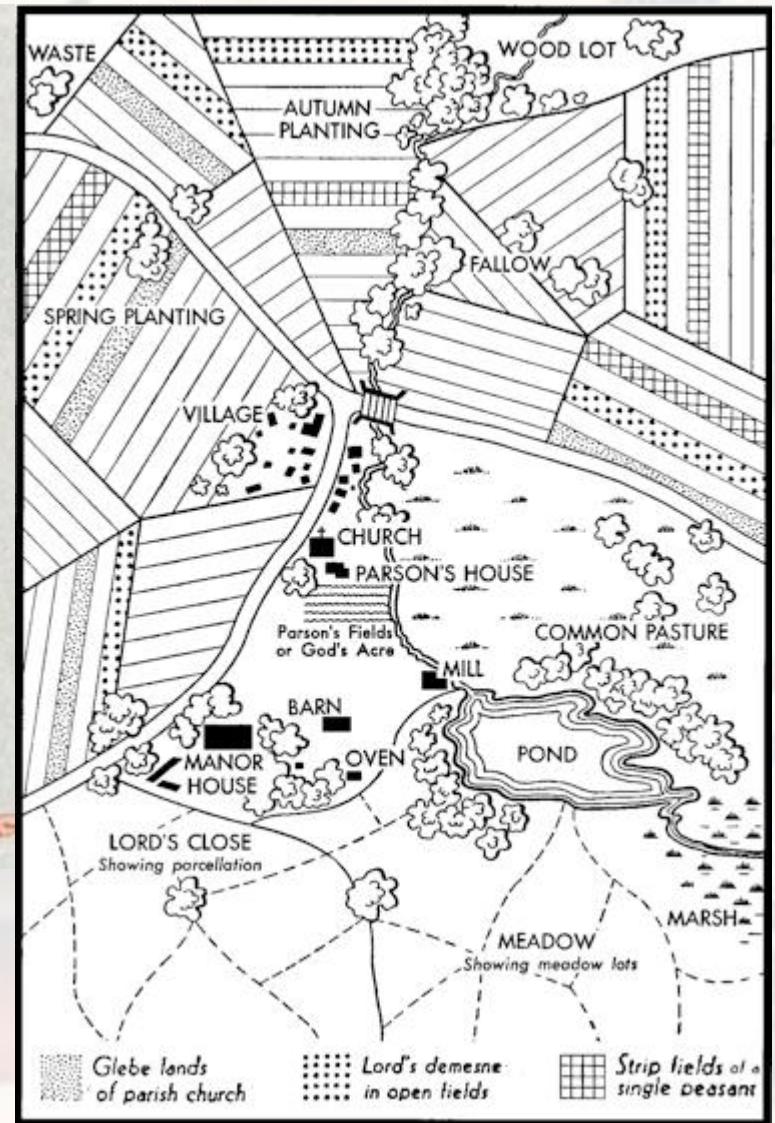 WASTE
WOOD LOT
AUTUMN
PLANTING
FALLOW
SPRING PLANTING
VILLAGE
CHURCH
PARSON'S HOUSE
Parson's Fields
or God's Acre
COMMON PASTURE
MILL
BARN
MANOR
HOUSE
OVEN
POND
LORD'S CLOSE
Showing parcellation
MARSH
MEADOW
Showing meadow lots
Glebe lands
of parish church
Lord's demesne
in open fields
Strip fields of a
single peasant